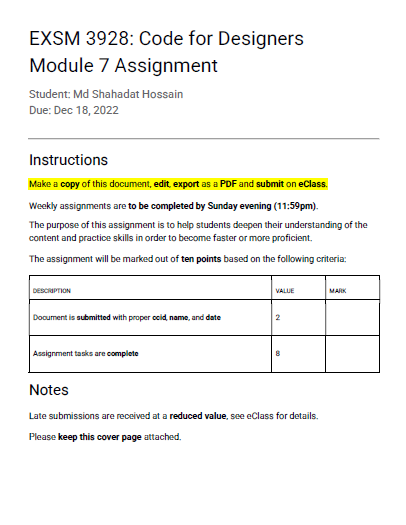 EXSM 3928: Code for Designers
Module 7 Assignment
Student: Md Shahadat Hossain
Due: Dec 18, 2022
Instructions
Make a copy of this document, edit, export as a PDF and submit on eClass.
Weekly assignments are to be completed by Sunday evening (11:59pm).
The purpose of this assignment is to help students deepen their understanding of the
content and practice skills in order to become faster or more proficient.
The assignment will be marked out of ten points based on the following criteria:
DESCRIPTION VALUE MARK
Document is submitted with proper ccid, name, and date 2
Assignment tasks are complete 8
Notes
Late submissions are received at a reduced value, see eClass for details.
Please keep this cover page attached.